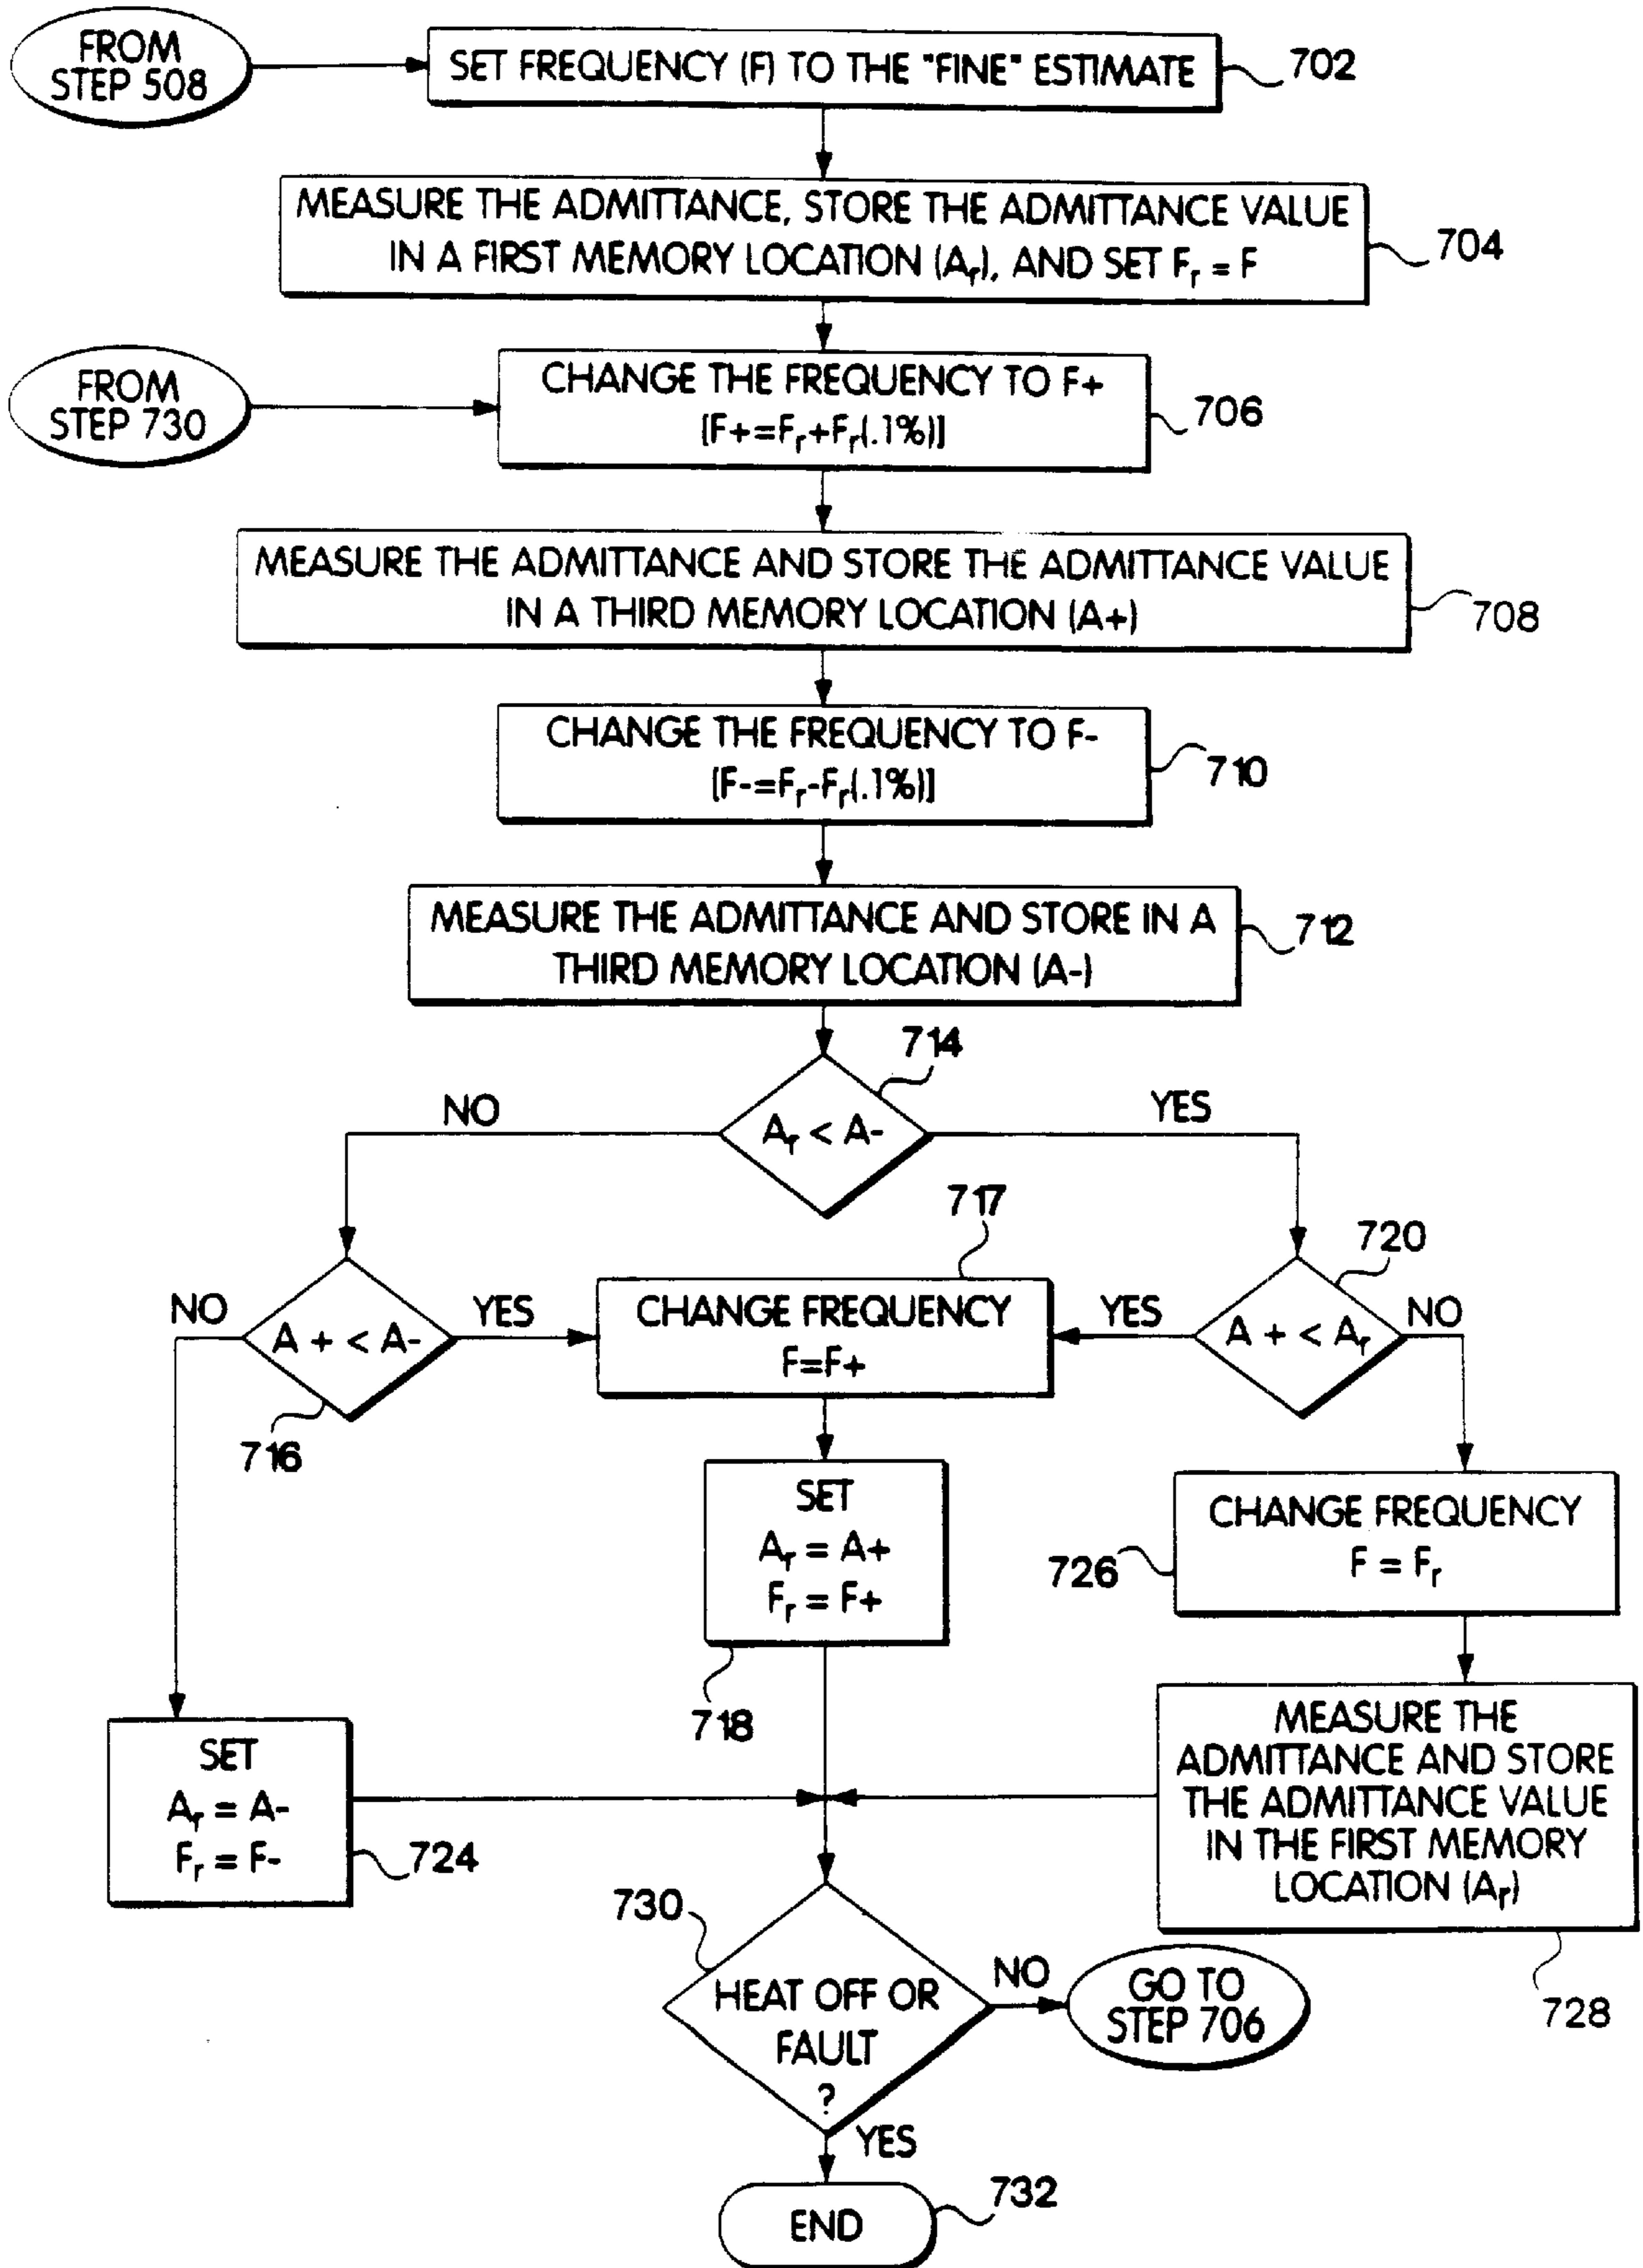 FROM
STEP 508
SET FREQUENCY (F) TO THE "FINE" ESTIMATE
702
MEASURE THE ADMITTANCE, STORE THE ADMITTANCE VALUE
IN A FIRST MEMORY LOCATION (Ar), AND SET Fr = F
704
FROM
STEP 730
CHANGE THE FREQUENCY TO F+
[F+=Fr+Fr(.1%)]
706
MEASURE THE ADMITTANCE AND STORE THE ADMITTANCE VALUE
IN A THIRD MEMORY LOCATION (A+)
708
CHANGE THE FREQUENCY TO F-
[F-=Fr-Fr(.1%)]
710
MEASURE THE ADMITTANCE AND STORE IN A
THIRD MEMORY LOCATION (A-)
712
714
NO
Ar < A-
YES
717
720
NO
A + < A-
YES
716
CHANGE FREQUENCY
F=F+
YES
A + < Ar
NO
SET
Ar = A+
Fr = F+
718
CHANGE FREQUENCY
F = Fr
726
SET
Ar = A-
Fr = F-
724
MEASURE THE
ADMITTANCE AND STORE
THE ADMITTANCE VALUE
IN THE FIRST MEMORY
LOCATION (Ar)
728
730
HEAT OFF OR
FAULT
?
NO
GO TO
STEP 706
YES
END
732